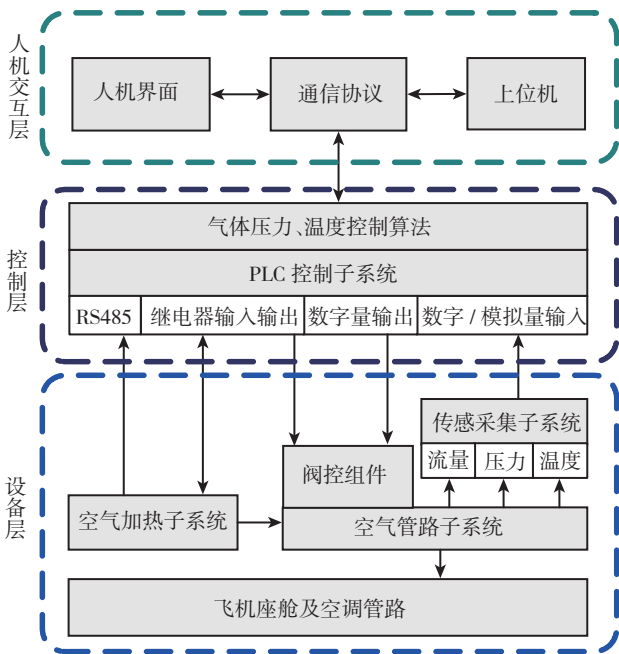 人机交互层
人机界面
通信协议
上位机
控制层
气体压力、温度控制算法
PLC 控制子系统
RS485
继电器输入输出
数字量输出
数字 / 模拟量输入
设备层
传感采集子系统
流量
压力
温度
阀控组件
空气加热子系统
空气管路子系统
飞机座舱及空调管路